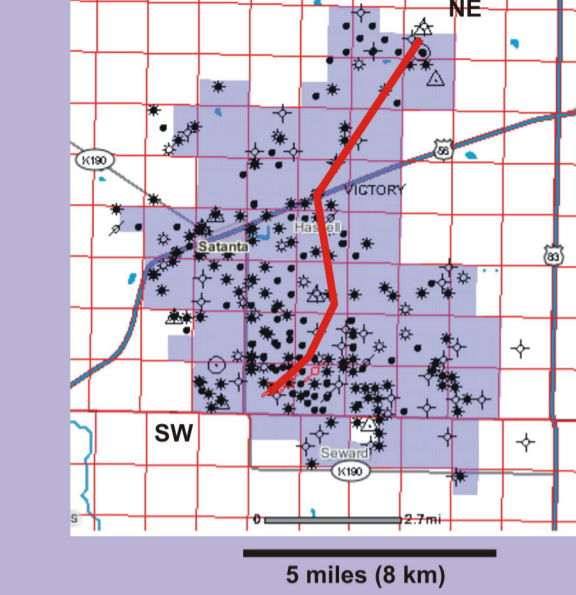 NE
K190
56
VICTORY
83
Haskell
Satanta
SW
Seward
K190
S
0 2.7mi
5 miles (8 km)